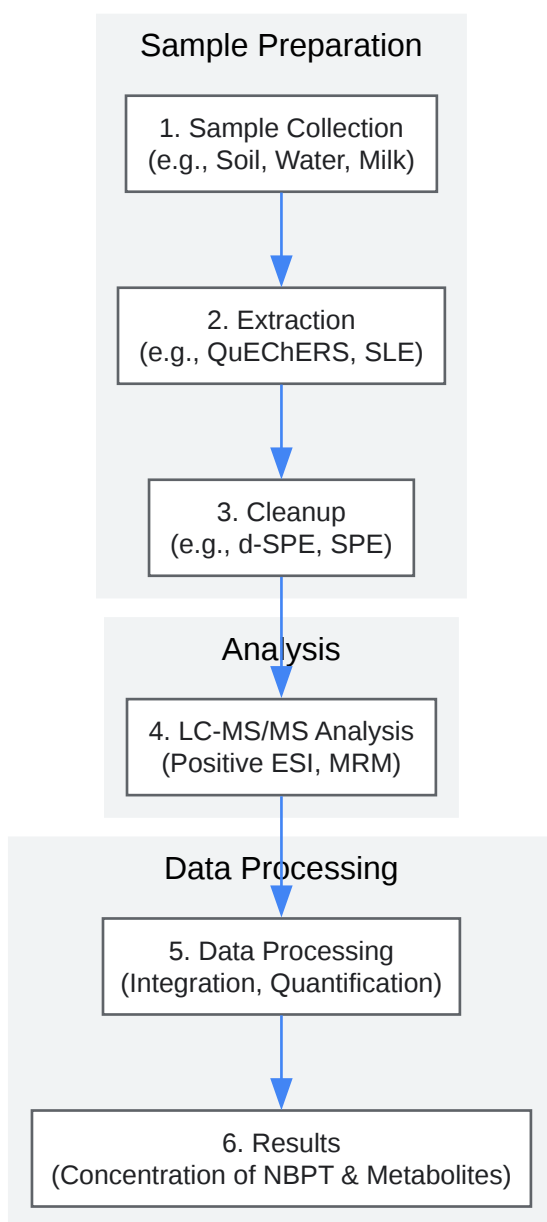 Sample Preparation
1. Sample Collection
(e.g., Soil, Water, Milk)
2. Extraction
(e.g., QuEChERS, SLE)
3. Cleanup
(e.g., d-SPE, SPE)
Analysis
4. LC-MS/MS Analysis
(Positive ESI, MRM)
Data Processing
5. Data Processing
(Integration, Quantification)
6. Results
(Concentration of NBPT & Metabolites)